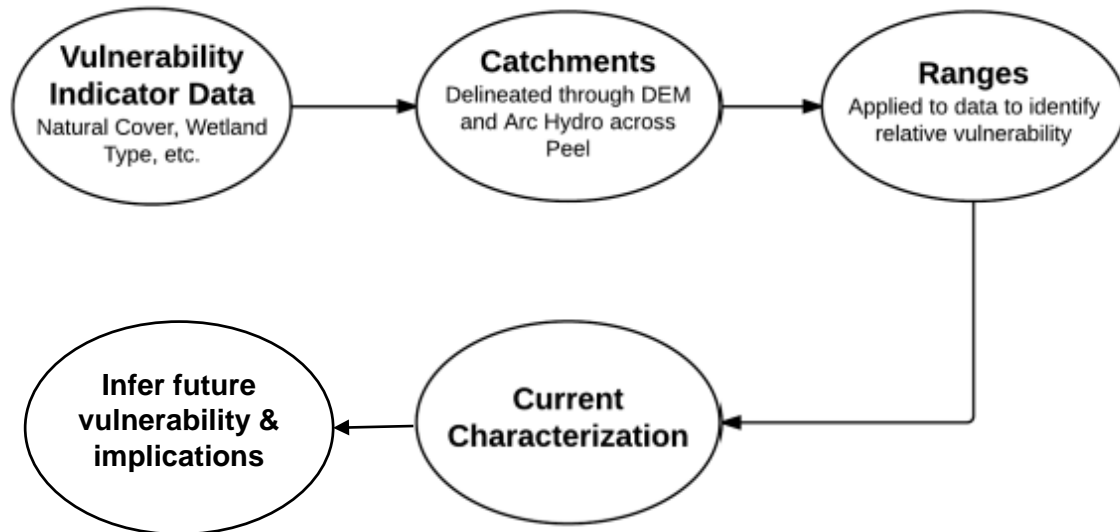 Vulnerability
Indicator Data
Natural Cover, Wetland
Type, etc.
Catchments
Delineated through DEM
and Arc Hydro across
Peel
Ranges
Applied to data to identify
relative vulnerability
Current
Characterization
Infer future
vulnerability &
implications